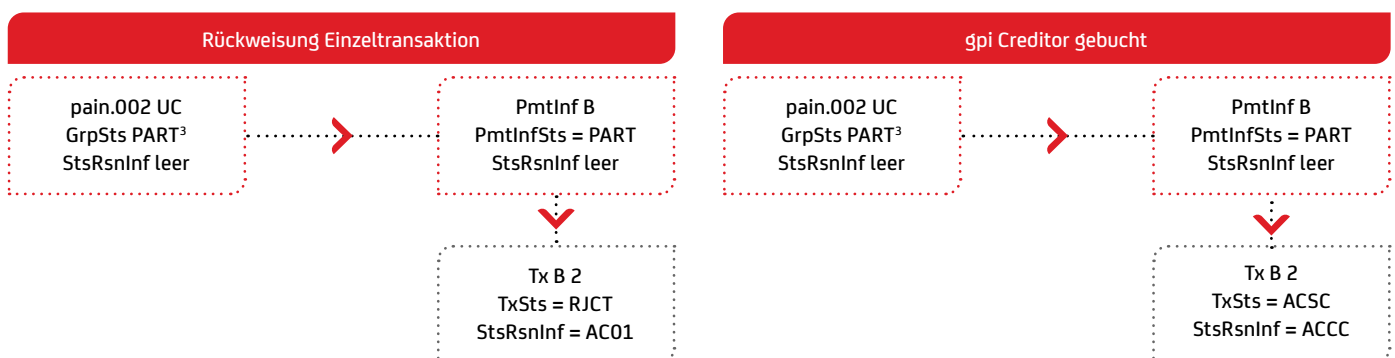 Rückweisung Einzeltransaktion
pain.002 UC
GrpSts PART³
StsRsnInf leer
PmtInf B
PmtInfSts = PART
StsRsnInf leer
Tx B 2
TxSts = RJCT
StsRsnInf = AC01
gpi Creditor gebucht
pain.002 UC
GrpSts PART³
StsRsnInf leer
PmtInf B
PmtInfSts = PART
StsRsnInf leer
Tx B 2
TxSts = ACSC
StsRsnInf = ACCC